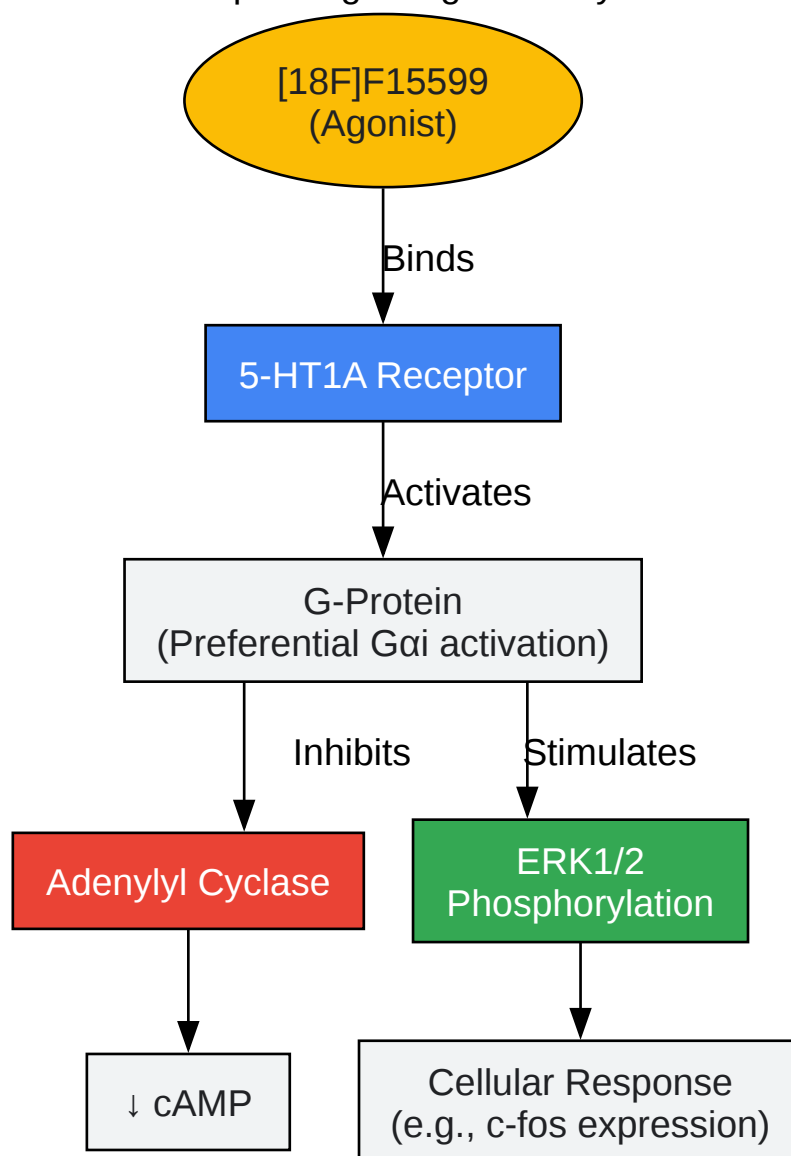 [18F]F15599
(Agonist)
Binds
5-HT1A Receptor
Activates
G-Protein
(Preferential Gαi activation)
Inhibits
Stimulates
Adenylyl Cyclase
ERK1/2
Phosphorylation
↓ cAMP
Cellular Response
(e.g., c-fos expression)